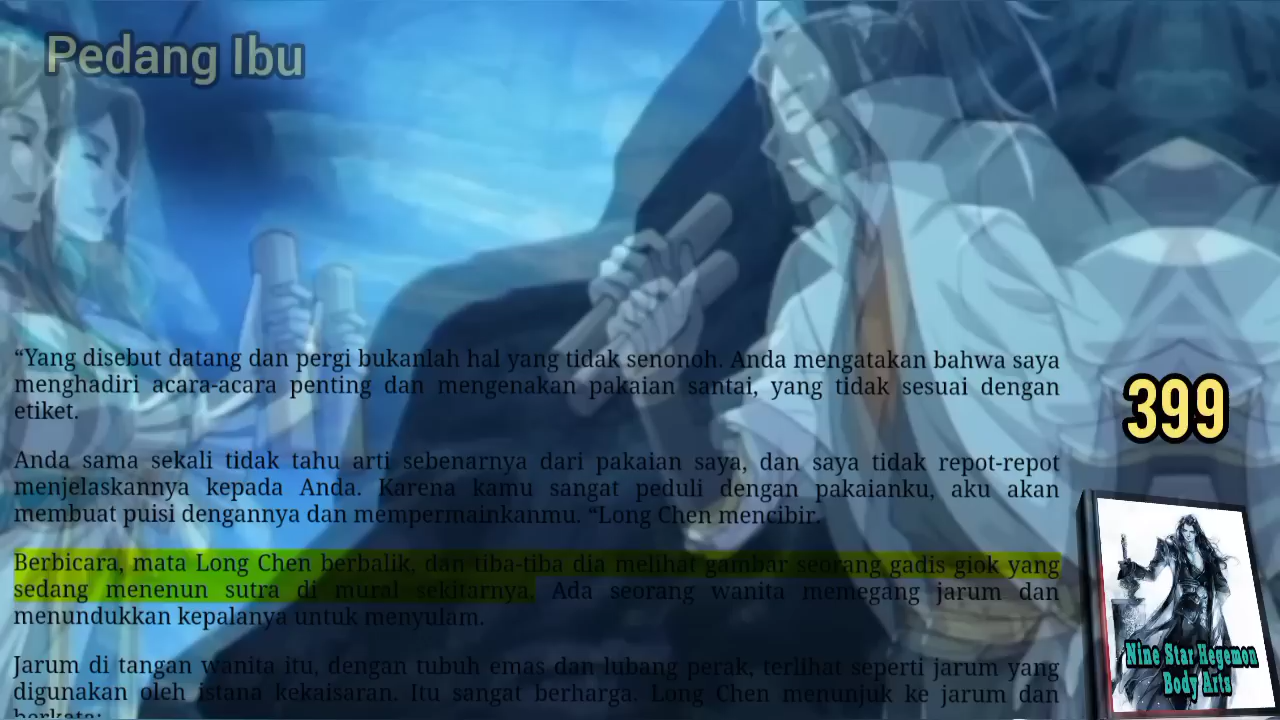 Pedang Ibu
“Yang disebut datang dan pergi bukanlah hal yang tidak senonoh. Anda mengatakan bahwa saya
menghadiri acara-acara penting dan mengenakan pakaian santai, yang tidak sesuai dengan
etiket.
Anda sama sekali tidak tahu arti sebenarnya dari pakaian saya, dan saya tidak repot-repot
menjelaskannya kepada Anda. Karena kamu sangat peduli dengan pakaianku, aku akan
membuat puisi dengannya dan mempermainkanmu. “Long Chen mencibir.
Berbicara, mata Long Chen berbalik, dan tiba-tiba dia melihat gambar seorang gadis giok yang
sedang menenun sutra di mural sekitarnya. Ada seorang wanita memegang jarum dan
menundukkan kepalanya untuk menyulam.
Jarum di tangan wanita itu, dengan tubuh emas dan lubang perak, terlihat seperti jarum yang
digunakan oleh istana kekaisaran. Itu sangat berharga. Long Chen menunjuk ke jarum dan
berkata:
399
Nine Star Hegemon
Body Arts